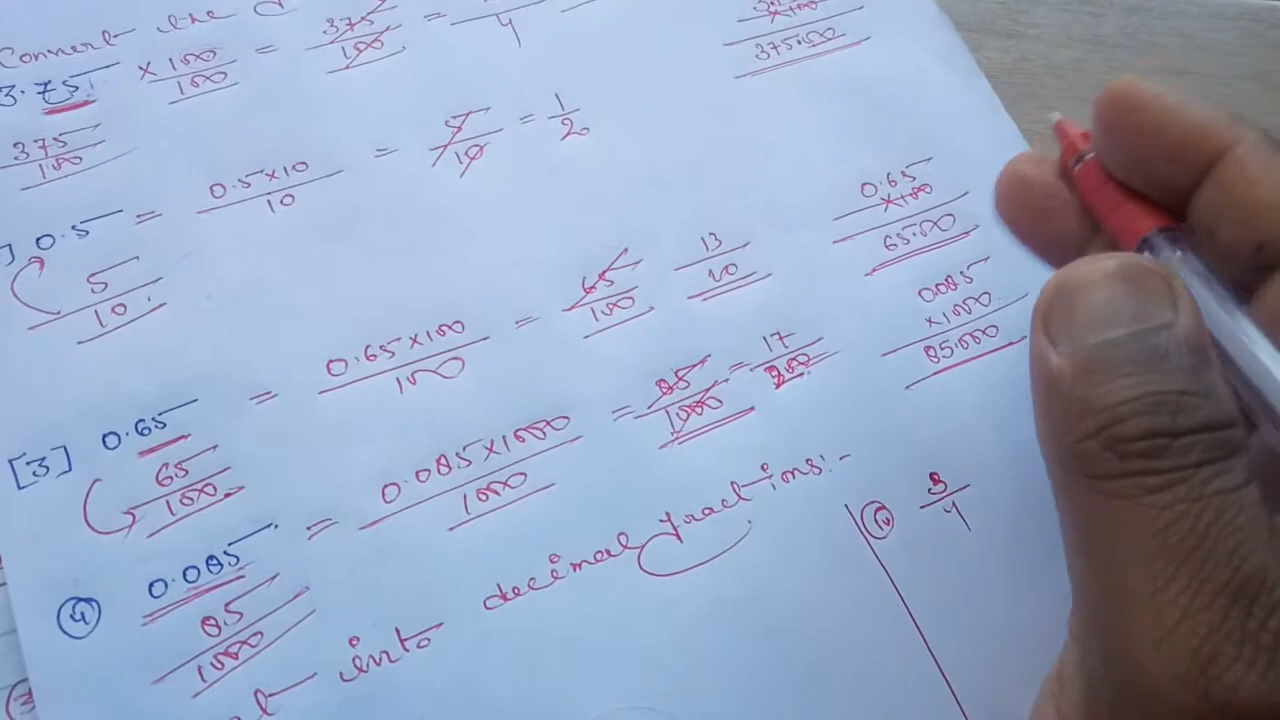 Convert the
3.75 × 100/100 = 375/100 = /4
375/100
375.00
] 0.5 = 0.5×10/10 = 5/10 = 1/2
5/10
[3] 0.65 = 0.65×100/100 = 65/100 13/20
65/100
0.65
×100
65.00
④ 0.085 = 0.085×1000/1000 = 85/1000 = 17/200
85/1000
0.085
×1000
85.000
into decimal fractions:-
3/4